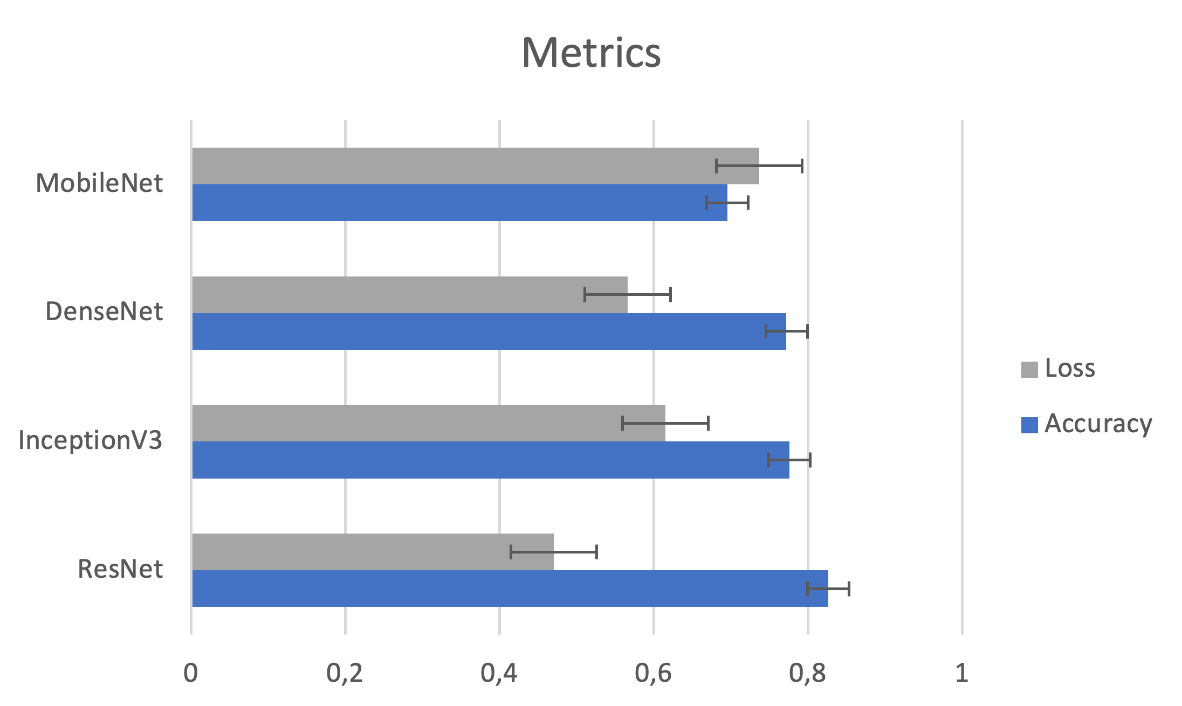 Metrics
MobileNet
DenseNet
InceptionV3
ResNet
Loss
Accuracy
0 0,2 0,4 0,6 0,8 1